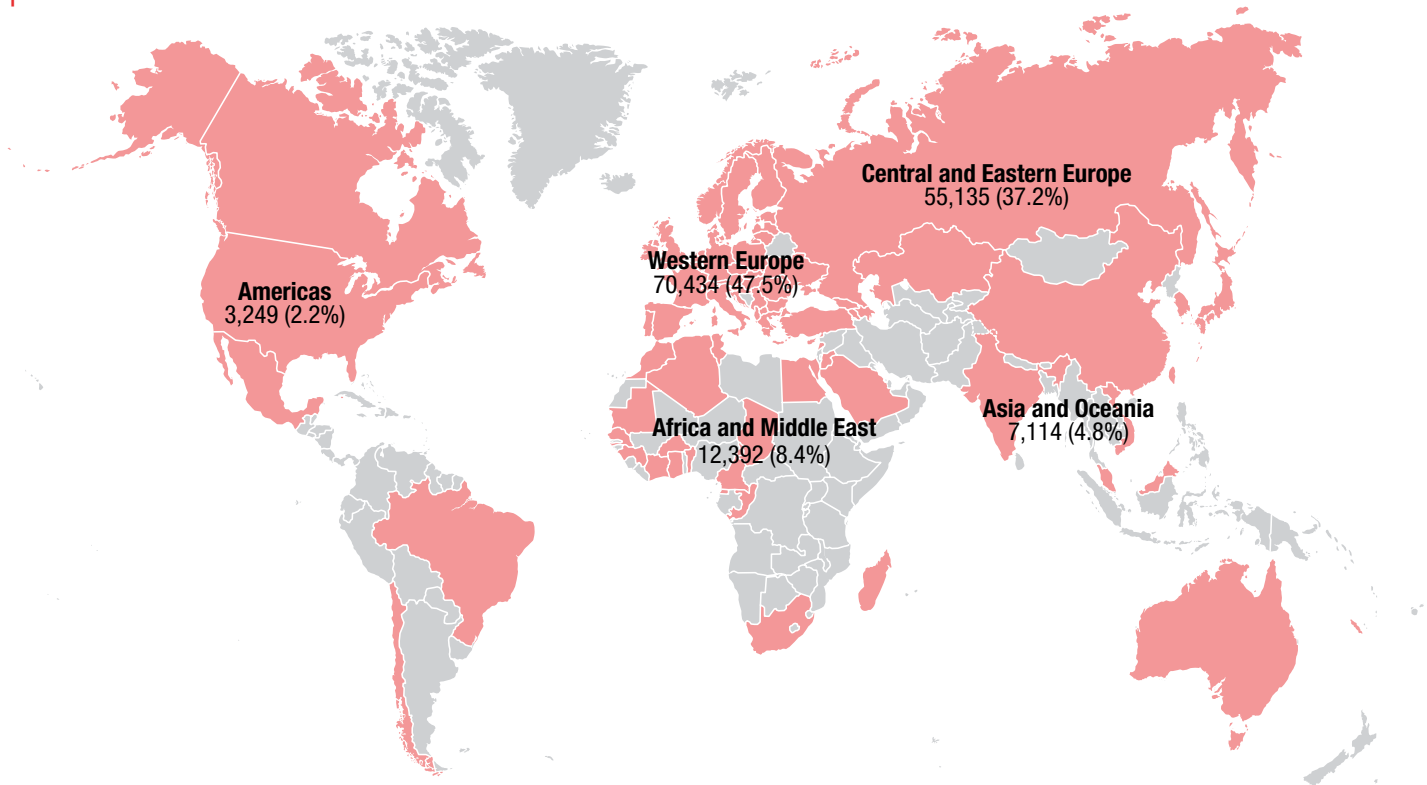 Central and Eastern Europe
55,135 (37.2%)
Western Europe
70,434 (47.5%)
Americas
3,249 (2.2%)
Asia and Oceania
7,114 (4.8%)
Africa and Middle East
12,392 (8.4%)